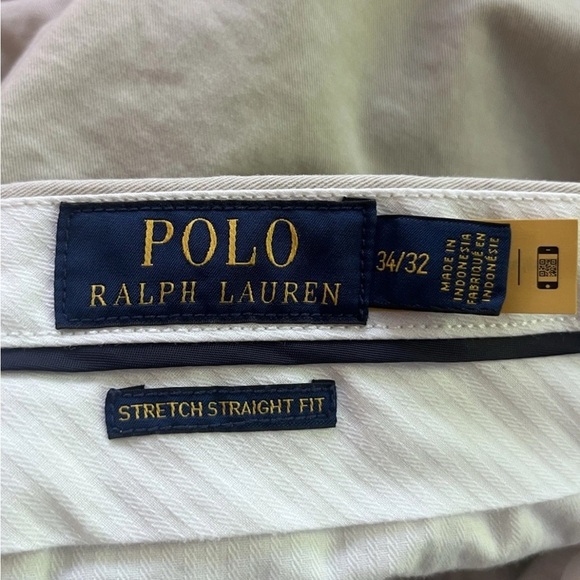 POLO
RALPH LAUREN
34/32
MADE IN
INDONESIA
FABRIQUÉ EN
INDONÉSIE
STRETCH STRAIGHT FIT